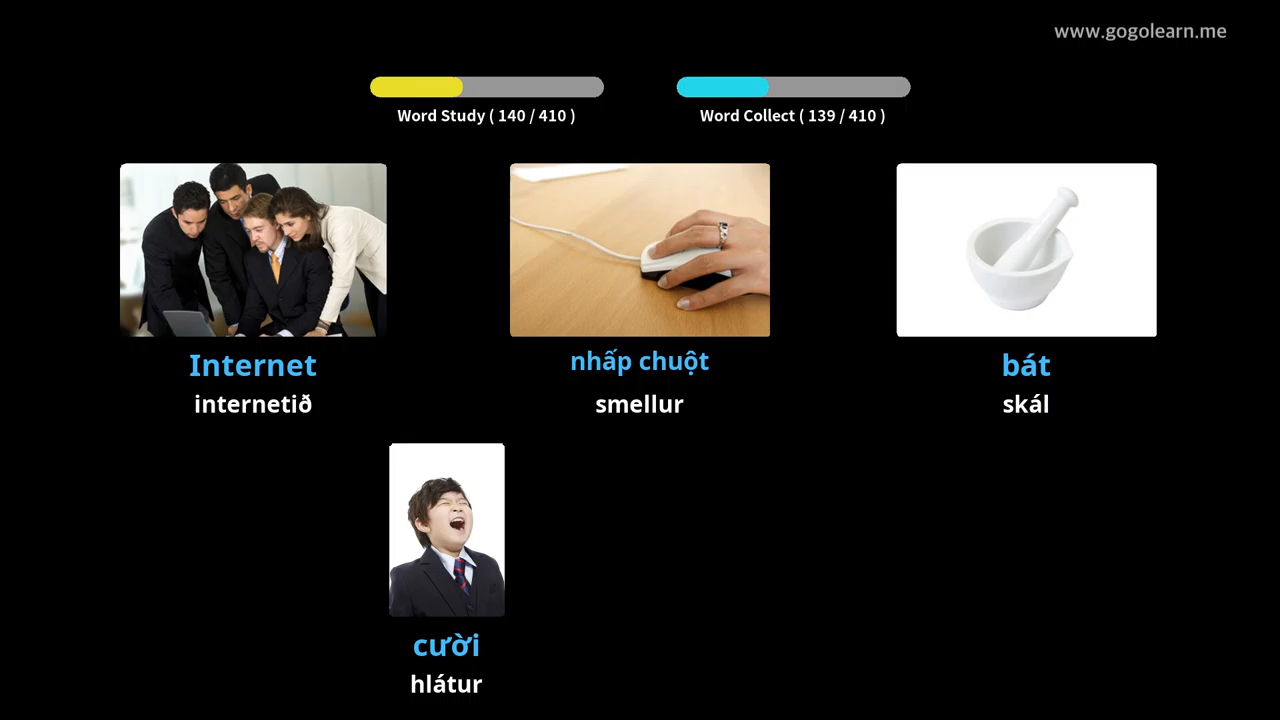 www.gogolearn.me
Word Study ( 140 / 410 )
Word Collect ( 139 / 410 )
Internet
internetið
nhấp chuột
smellur
bát
skál
cười
hlátur